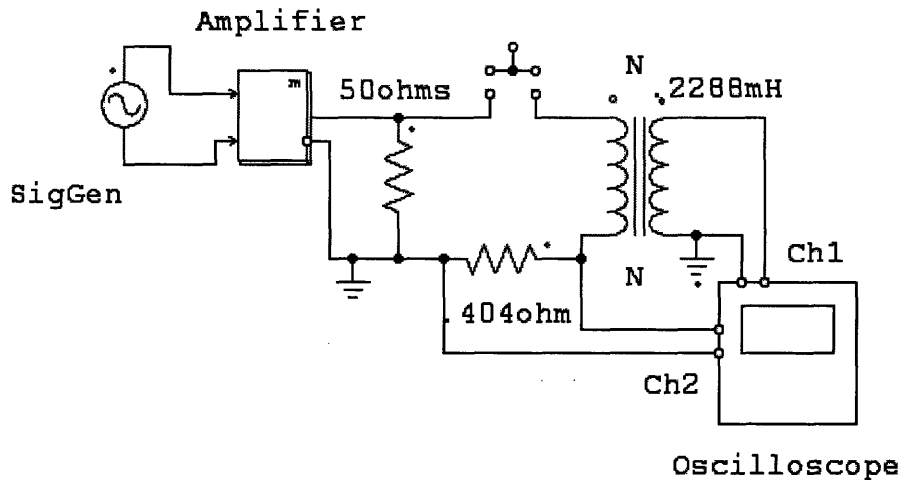 Amplifier
m
50ohms
N
.2288mH
SigGen
N
Ch1
.404ohm
Ch2
Oscilloscope